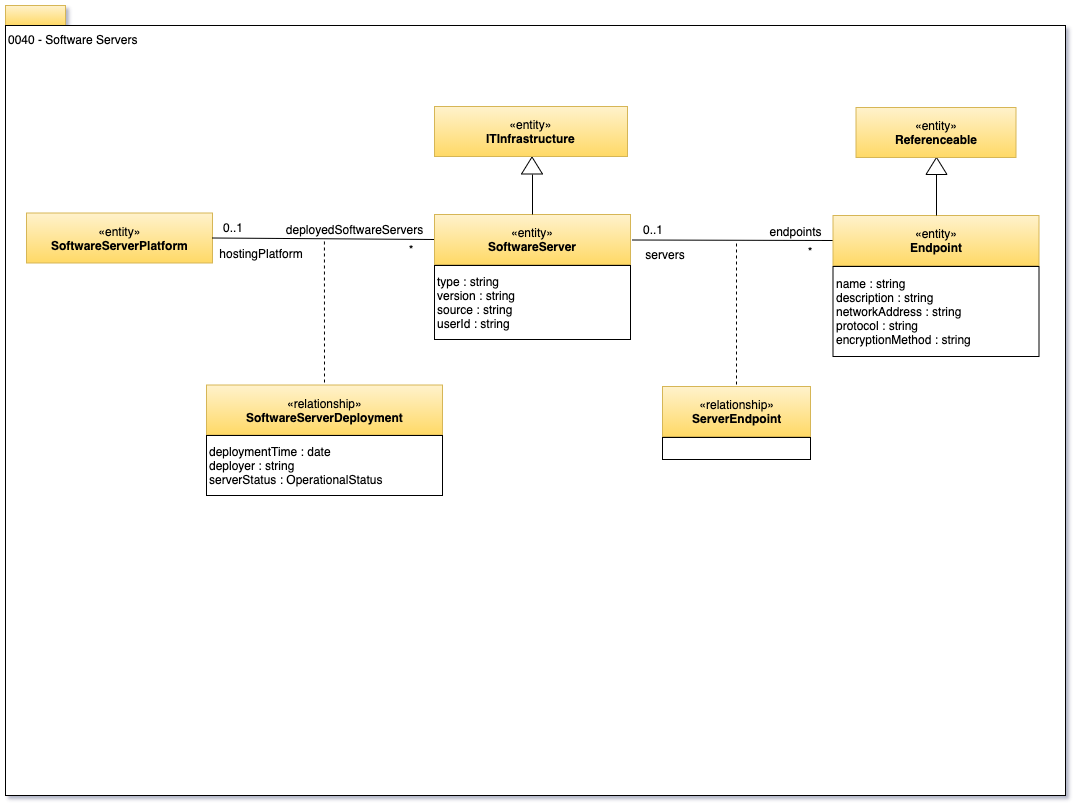 0040 - Software Servers
«entity»
ITInfrastructure
«entity»
Referenceable
«entity»
SoftwareServerPlatform
0..1
deployedSoftwareServers
hostingPlatform
*
«entity»
SoftwareServer
type : string
version : string
source : string
userId : string
0..1
endpoints
servers
*
«entity»
Endpoint
name : string
description : string
networkAddress : string
protocol : string
encryptionMethod : string
«relationship»
SoftwareServerDeployment
deploymentTime : date
deployer : string
serverStatus : OperationalStatus
«relationship»
ServerEndpoint